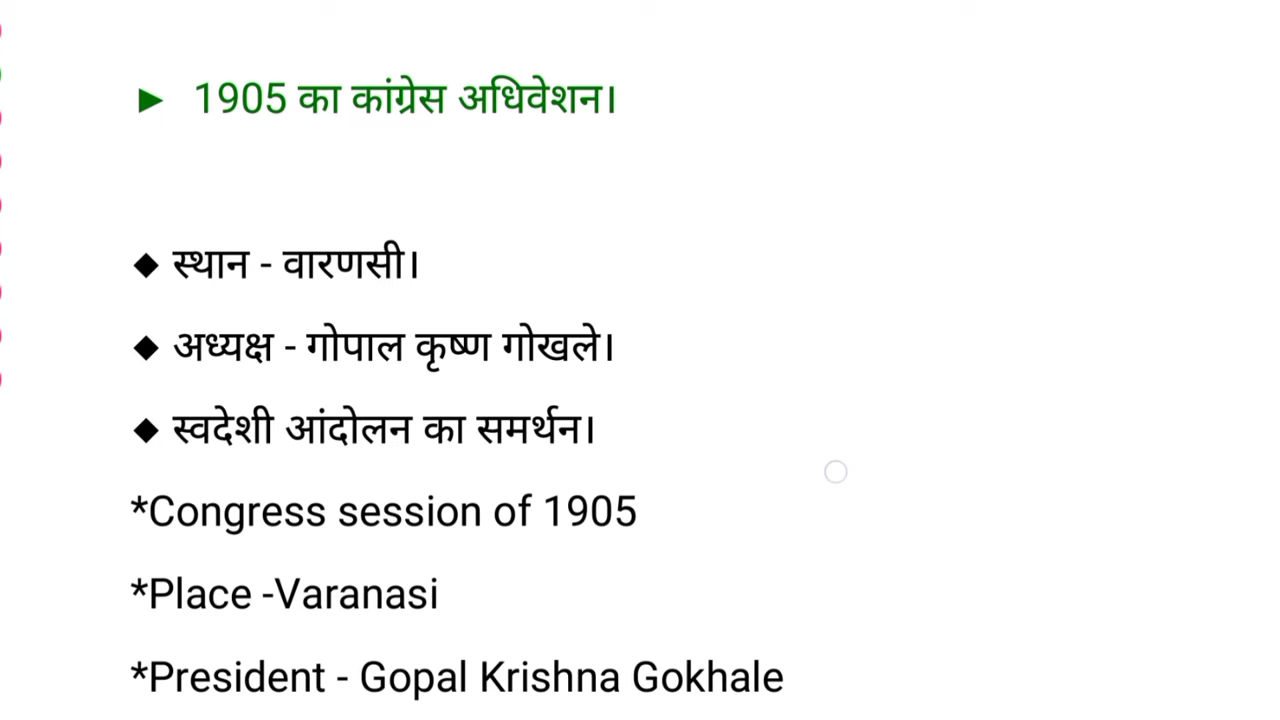 ► 1905 का कांग्रेस अधिवेशन।
◆ स्थान - वारणसी।
◆ अध्यक्ष - गोपाल कृष्ण गोखले।
◆ स्वदेशी आंदोलन का समर्थन।
*Congress session of 1905
*Place -Varanasi
*President - Gopal Krishna Gokhale